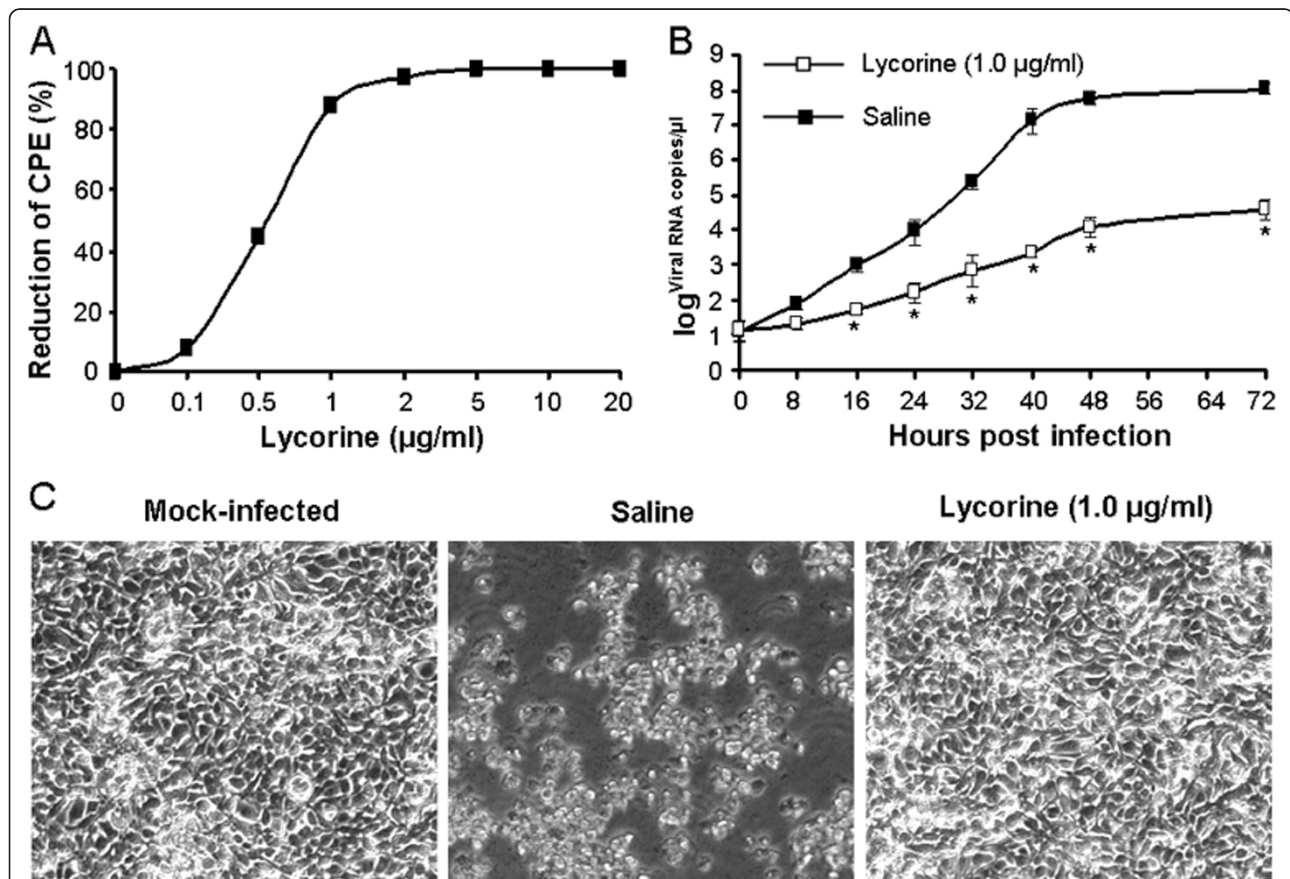 A
Reduction of CPE (%)
100
80
60
40
20
0
0 0.1 0.5 1 2 5 10 20
Lycorine (µg/ml)
B
Lycorine (1.0 µg/ml)
Saline
log Viral RNA copies/µl
9
8
7
6
5
4
3
2
1
0
* * * * * *
0 8 16 24 32 40 48 56 64 72
Hours post infection
C
Mock-infected
Saline
Lycorine (1.0 µg/ml)